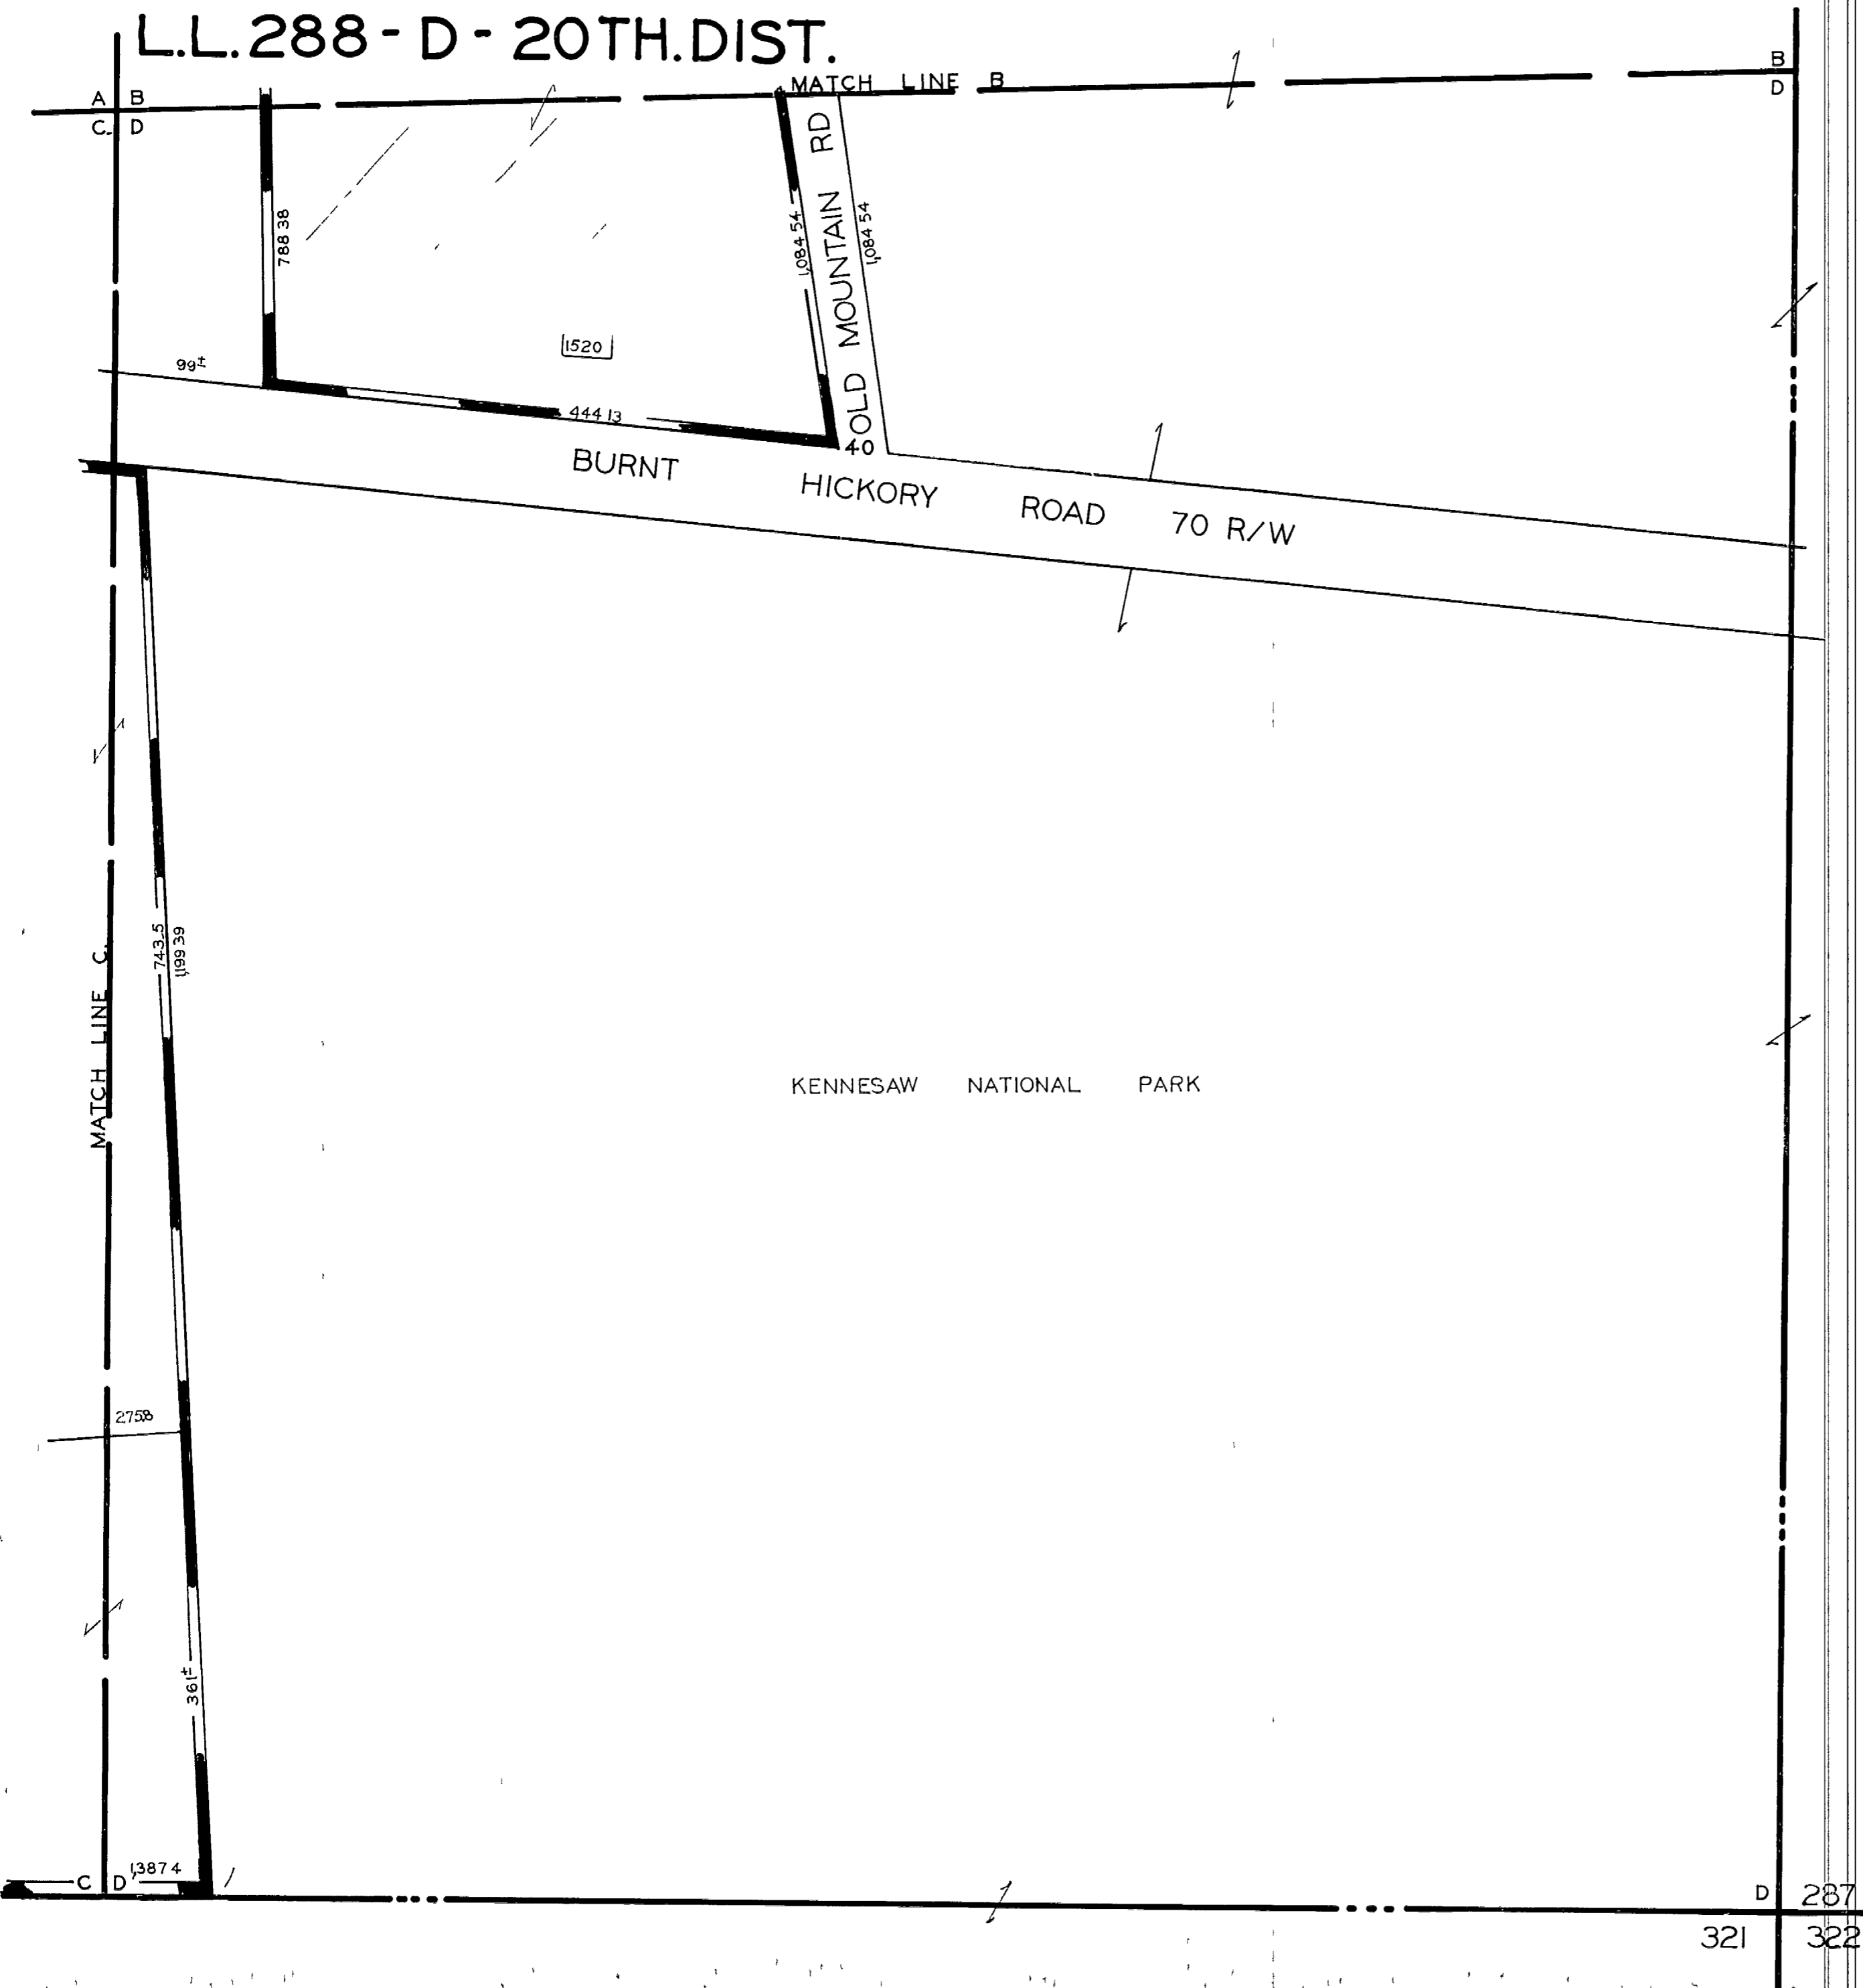 L.L. 288 - D - 20TH. DIST.
MATCH LINE B
B
D
A B
C. D
788 38
1,084 54
OLD MOUNTAIN RD
1,084 54
1520
99±
444 13
40
BURNT HICKORY ROAD 70 R/W
MATCH LINE C.
743.5
1,199 39
KENNESAW NATIONAL PARK
275.8
361±
1,387 4
C D
D 287
321 322